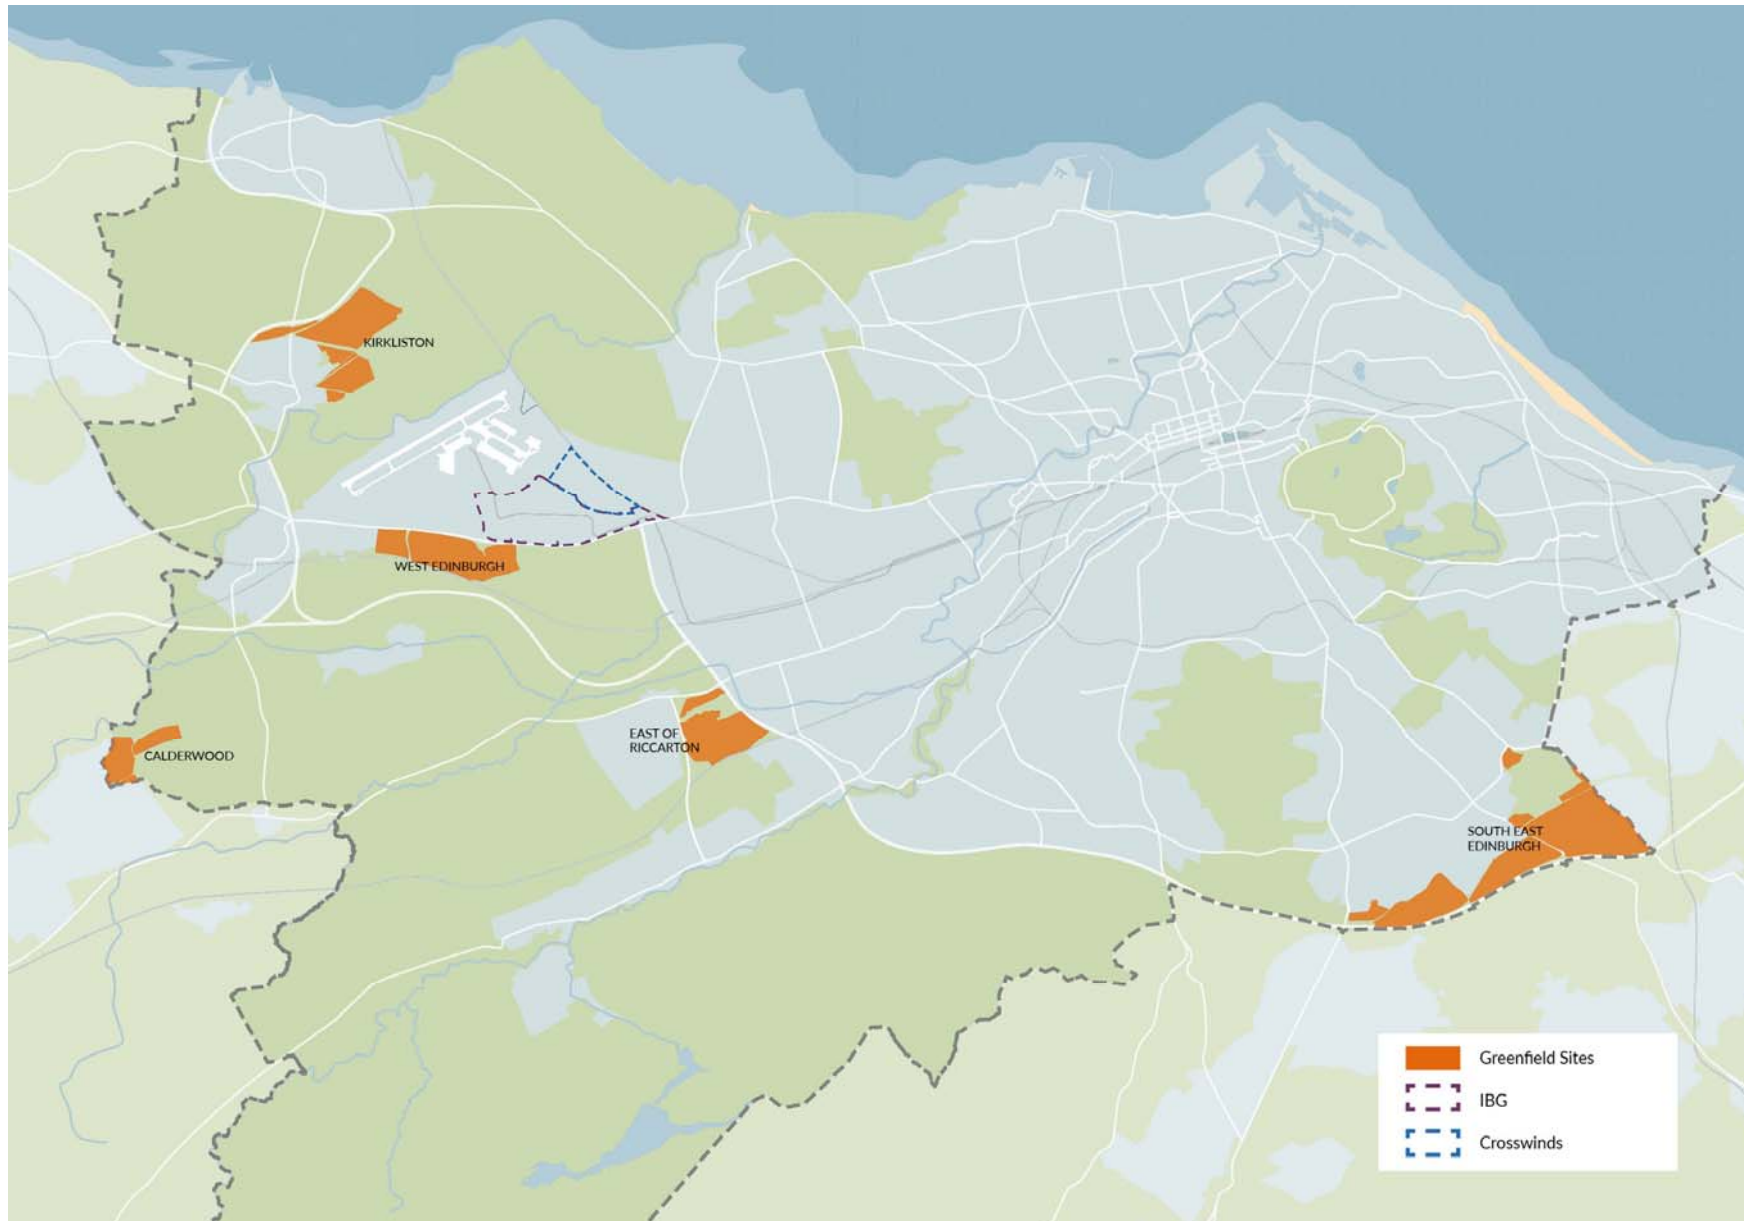 KIRKLISTON
WEST EDINBURGH
EAST OF
RICCARTON
CALDERWOOD
SOUTH EAST
EDINBURGH
Greenfield Sites
IBG
Crosswinds